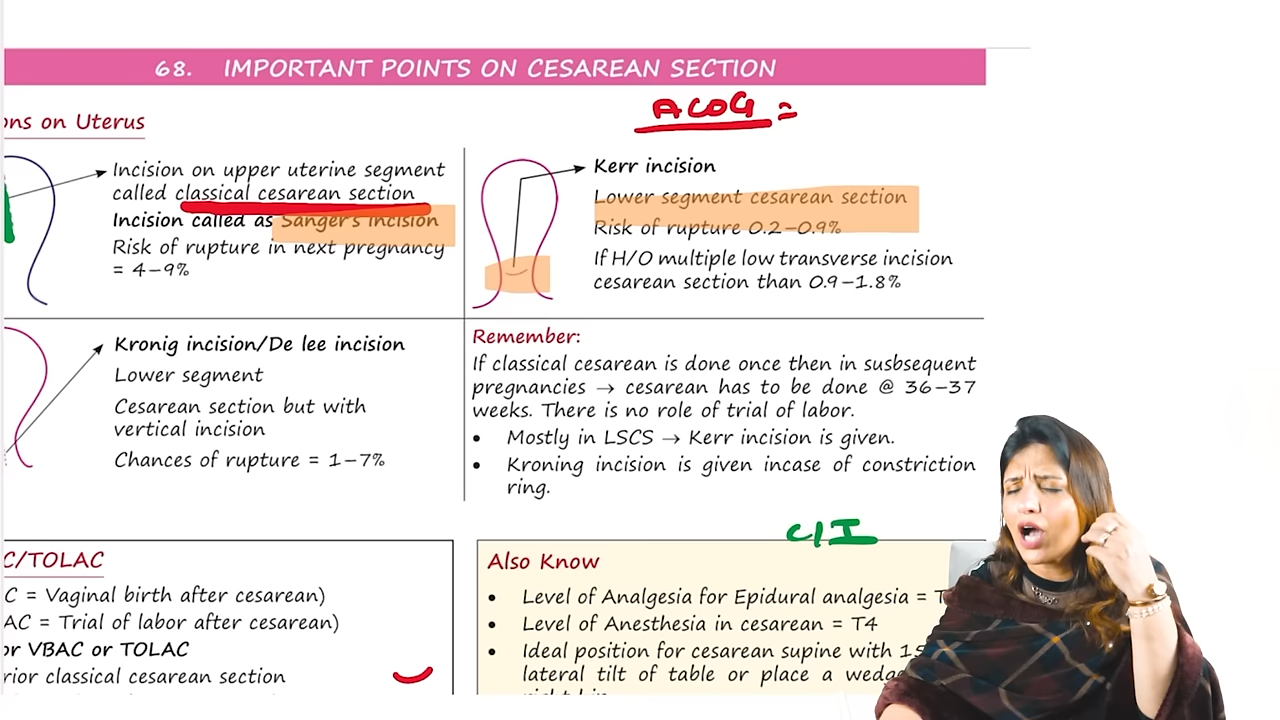 68. IMPORTANT POINTS ON CESAREAN SECTION
ACOG =
ons on Uterus
Incision on upper uterine segment
called classical cesarean section
Incision called as Sanger's incision
Risk of rupture in next pregnancy
= 4–9%
Kerr incision
Lower segment cesarean section
Risk of rupture 0.2–0.9%
If H/O multiple low transverse incision
cesarean section than 0.9–1.8%
Kronig incision/De lee incision
Lower segment
Cesarean section but with
vertical incision
Chances of rupture = 1–7%
Remember:
If classical cesarean is done once then in susbsequent
pregnancies → cesarean has to be done @ 36–37
weeks. There is no role of trial of labor.
• Mostly in LSCS → Kerr incision is given.
• Kroning incision is given incase of constriction
ring.
C/I
C/TOLAC
C = Vaginal birth after cesarean)
AC = Trial of labor after cesarean)
or VBAC or TOLAC
rior classical cesarean section
Also Know
• Level of Analgesia for Epidural analgesia = T
• Level of Anesthesia in cesarean = T4
• Ideal position for cesarean supine with 15
lateral tilt of table or place a wedg